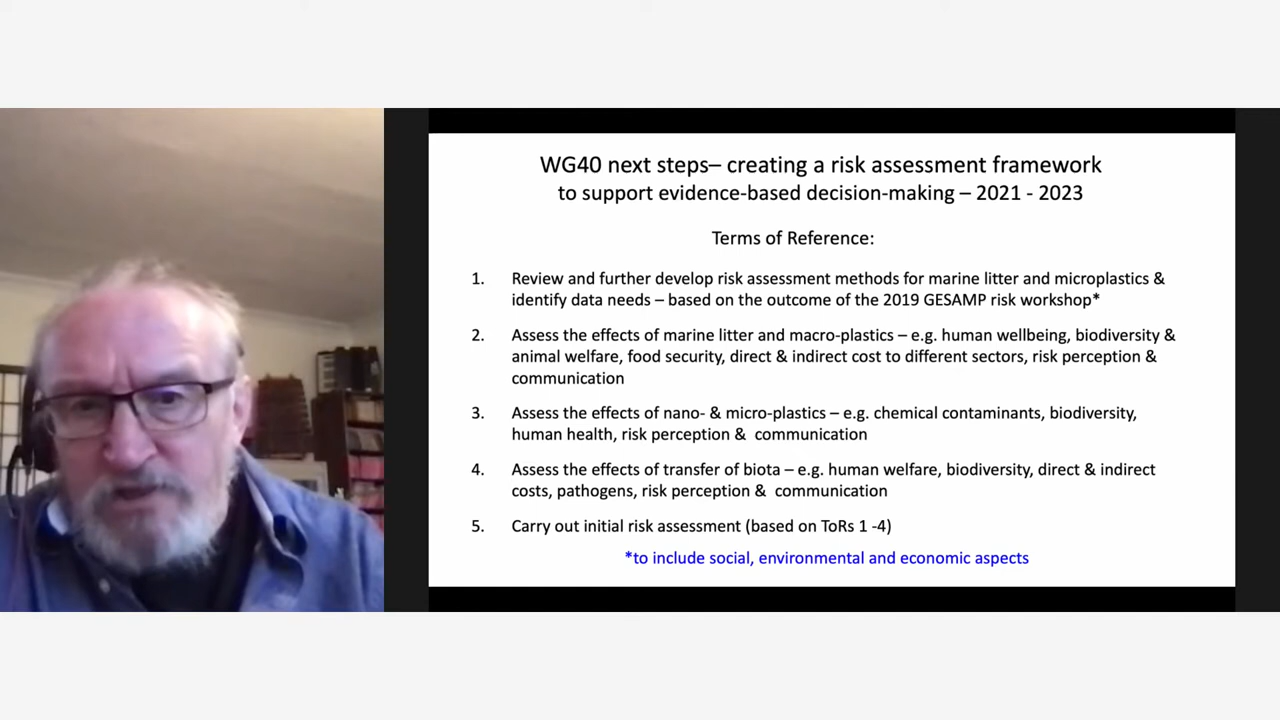 WG40 next steps– creating a risk assessment framework
to support evidence-based decision-making – 2021 - 2023
Terms of Reference:
1. Review and further develop risk assessment methods for marine litter and microplastics &
identify data needs – based on the outcome of the 2019 GESAMP risk workshop*
2. Assess the effects of marine litter and macro-plastics – e.g. human wellbeing, biodiversity &
animal welfare, food security, direct & indirect cost to different sectors, risk perception &
communication
3. Assess the effects of nano- & micro-plastics – e.g. chemical contaminants, biodiversity,
human health, risk perception & communication
4. Assess the effects of transfer of biota – e.g. human welfare, biodiversity, direct & indirect
costs, pathogens, risk perception & communication
5. Carry out initial risk assessment (based on ToRs 1 -4)
*to include social, environmental and economic aspects